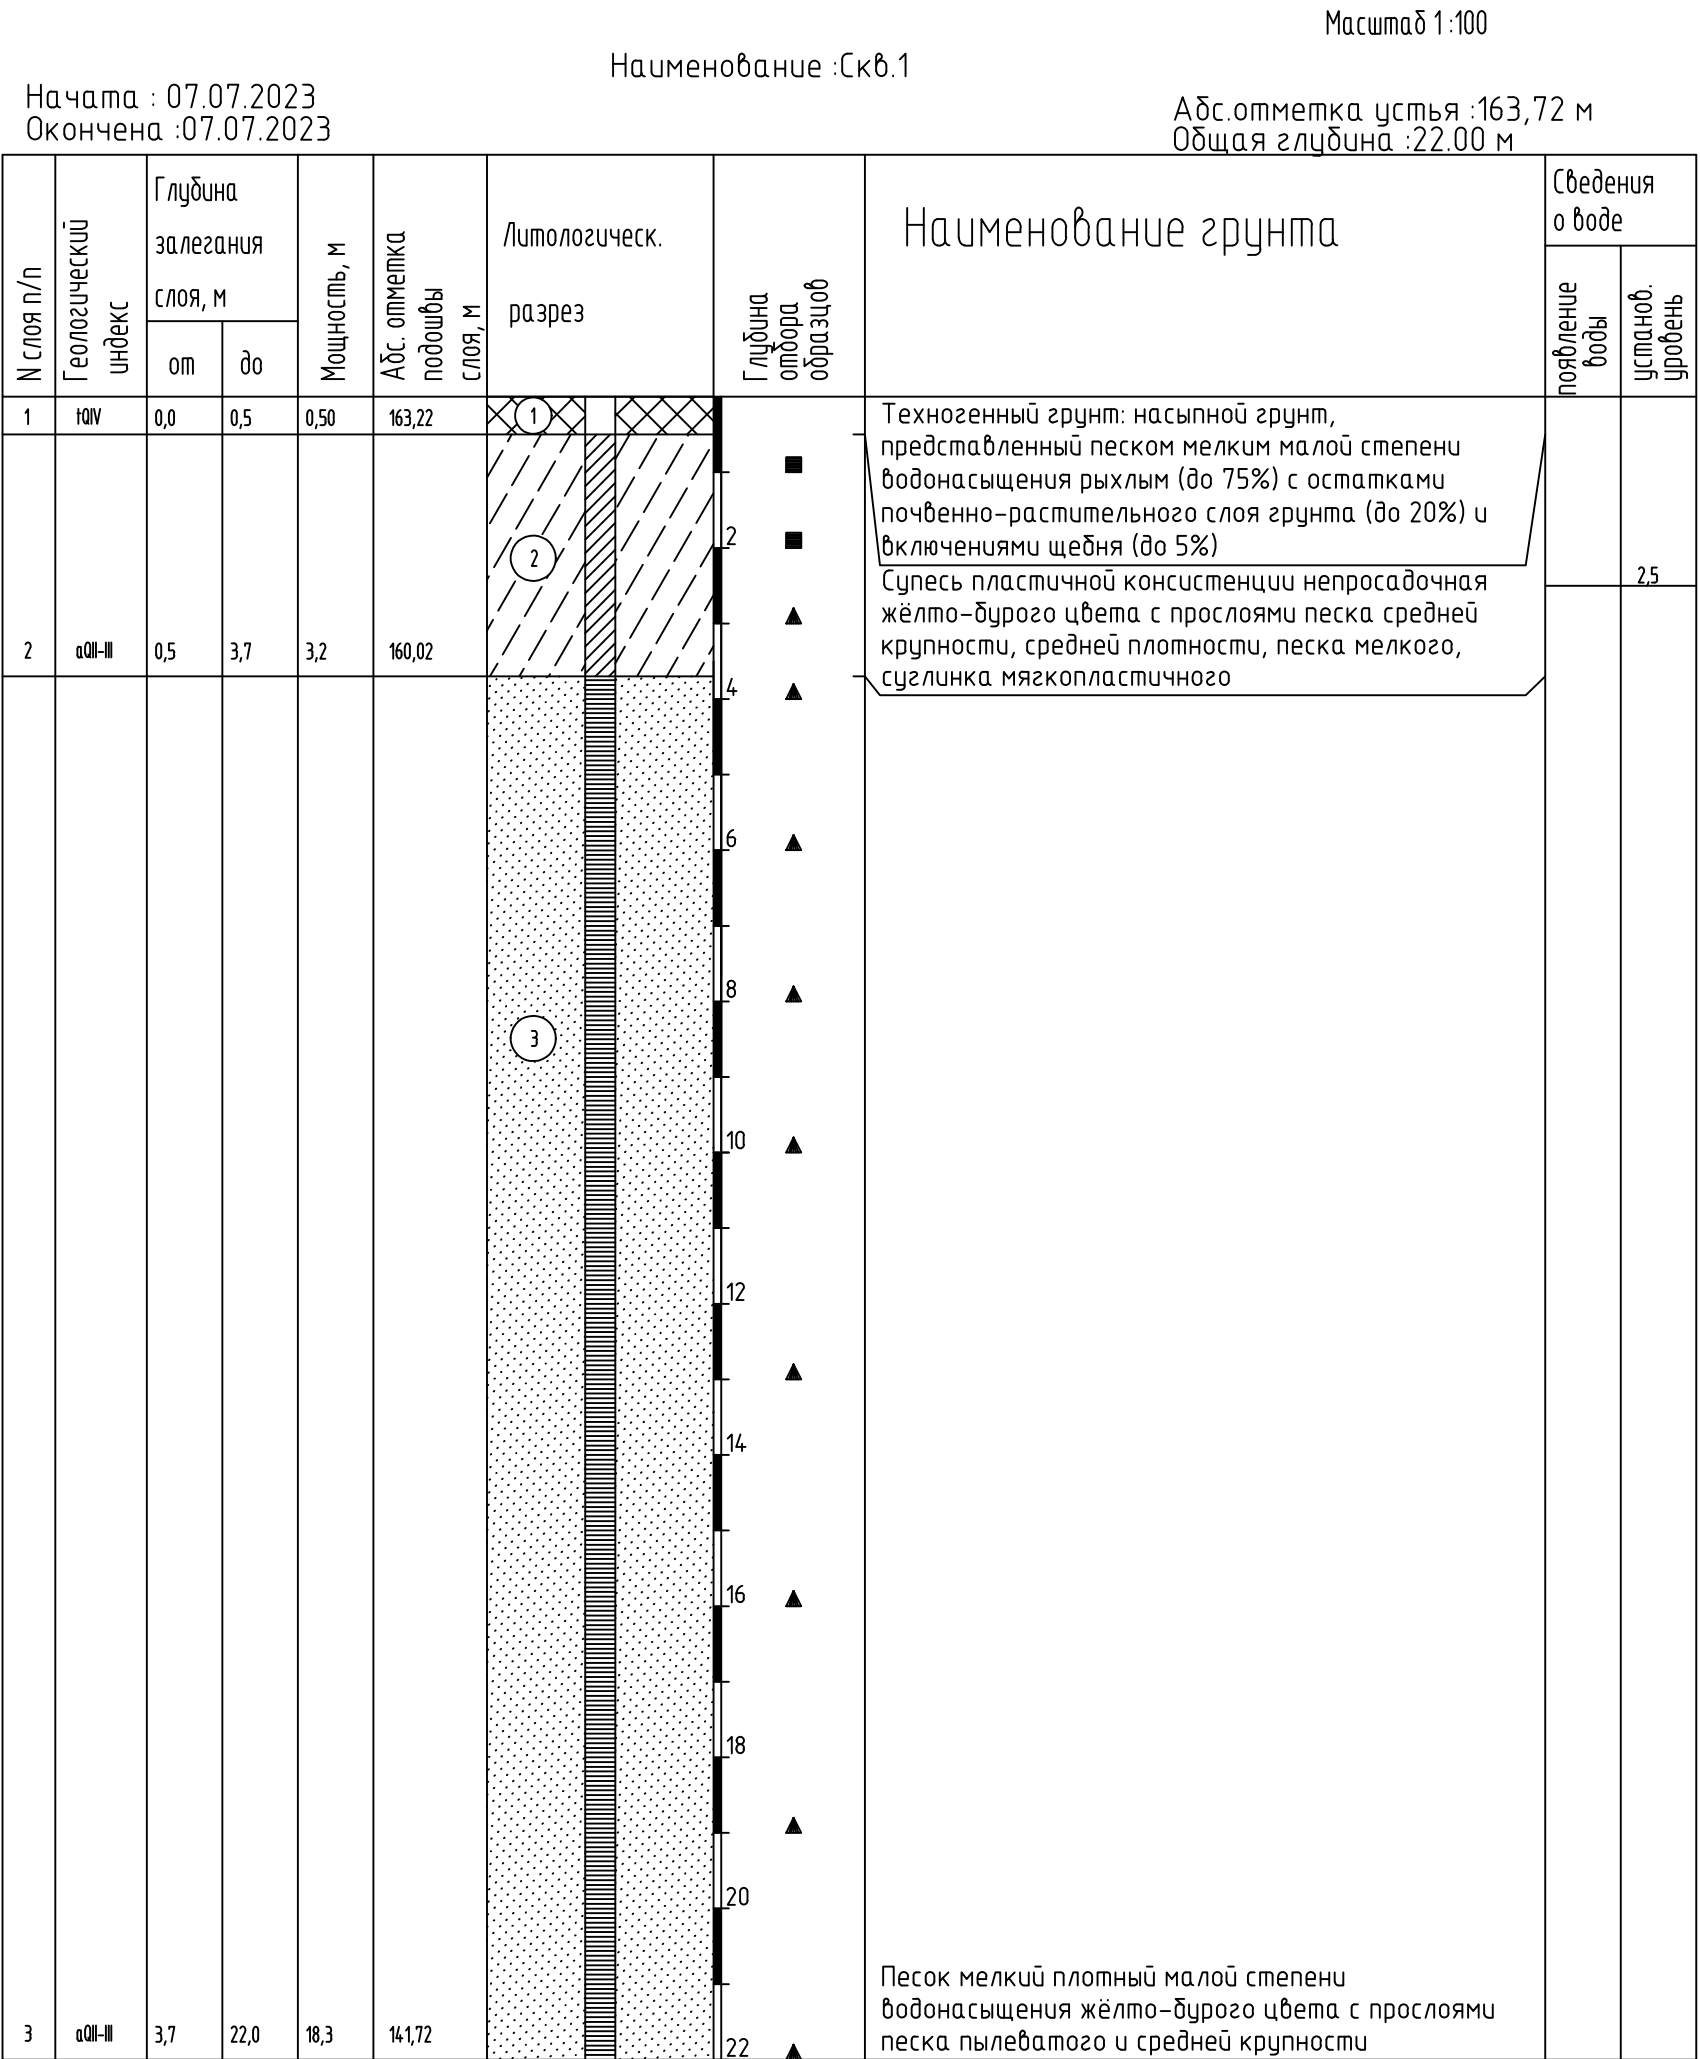 Масштаб 1:100
Наименование :Скв.1
Начата : 07.07.2023
Окончена :07.07.2023
Абс.отметка устья :163,72 м
Общая глубина :22.00 м
N слоя п/п
Геологический
индекс
Глубина
залегания
слоя, м
от
до
Мощность, м
Абс. отметка
подошвы
слоя, м
Литологическ.
разрез
Глубина
отбора
образцов
Наименование грунта
Сведения
о воде
появление
воды
установ.
уровень
1 tQIV 0,0 0,5 0,50 163,22
1
Техногенный грунт: насыпной грунт,
представленный песком мелким малой степени
водонасыщения рыхлым (до 75%) с остатками
почвенно-растительного слоя грунта (до 20%) и
включениями щебня (до 5%)
2
2
2,5
Супесь пластичной консистенции непросадочная
жёлто-бурого цвета с прослоями песка средней
крупности, средней плотности, песка мелкого,
суглинка мягкопластичного
2 aQII-III 0,5 3,7 3,2 160,02
4
6
8
3
10
12
14
16
18
20
Песок мелкий плотный малой степени
водонасыщения жёлто-бурого цвета с прослоями
песка пылеватого и средней крупности
3 aQII-III 3,7 22,0 18,3 141,72
22